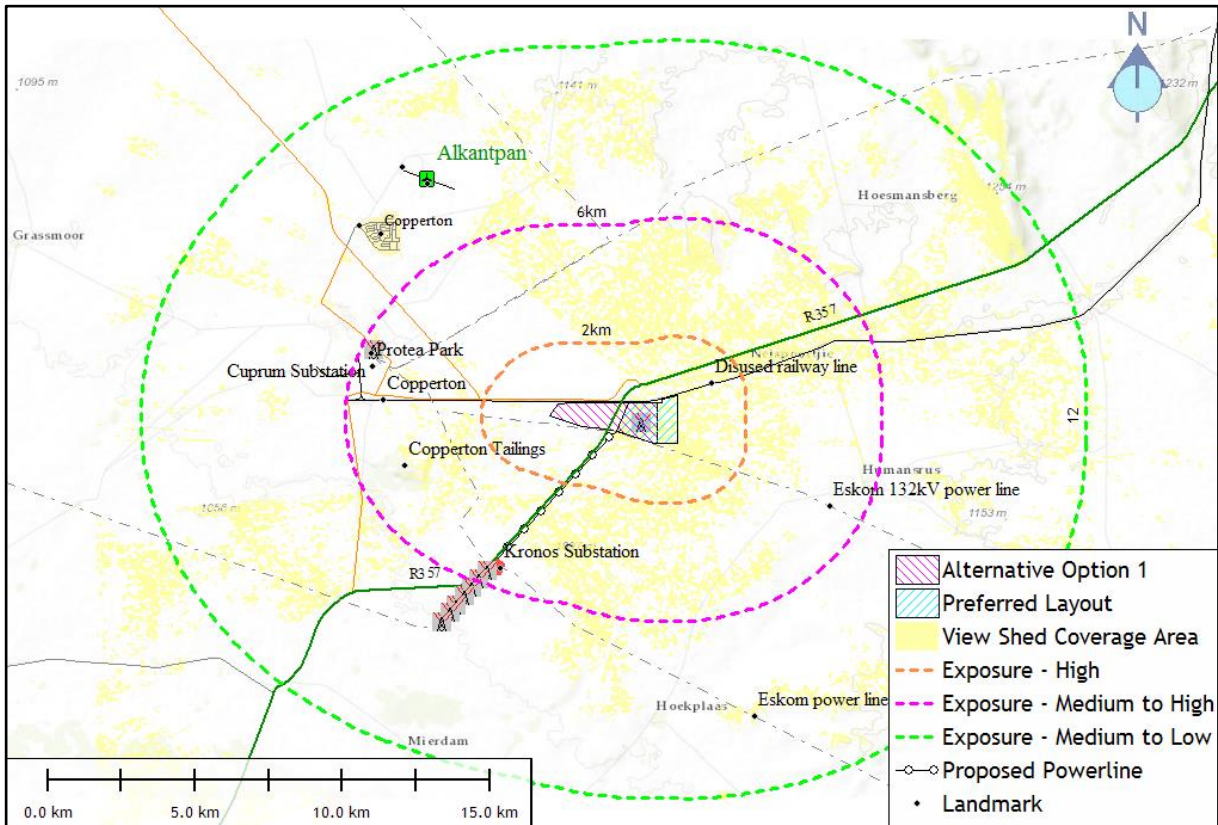 N
1095 m
1141 m
1232 m
Alkantpan
Hoesmansberg
1254 m
Copperton
6km
Grassmoor
R357
2km
Protea Park
Cuprum Substation
Disused railway line
Copperton
12
Copperton Tailings
Humansrus
Eskom 132kV power line
1058 m
1153 m
Kronos Substation
R357
Alternative Option 1
Preferred Layout
View Shed Coverage Area
Eskom power line
Exposure - High
Hoekplaas
Exposure - Medium to High
Mierdam
Exposure - Medium to Low
Proposed Powerline
Landmark
0.0 km 5.0 km 10.0 km 15.0 km